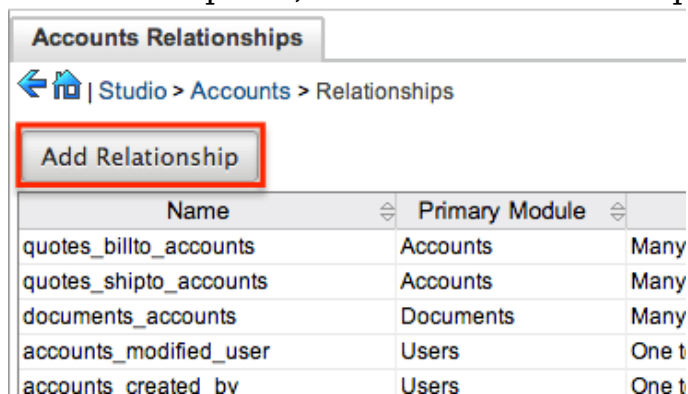 Accounts Relationships
| Studio > Accounts > Relationships
Add Relationship
Name Primary Module
quotes_billto_accounts Accounts Many
quotes_shipto_accounts Accounts Many
documents_accounts Documents Many
accounts_modified_user Users One
accounts_created_by Users One